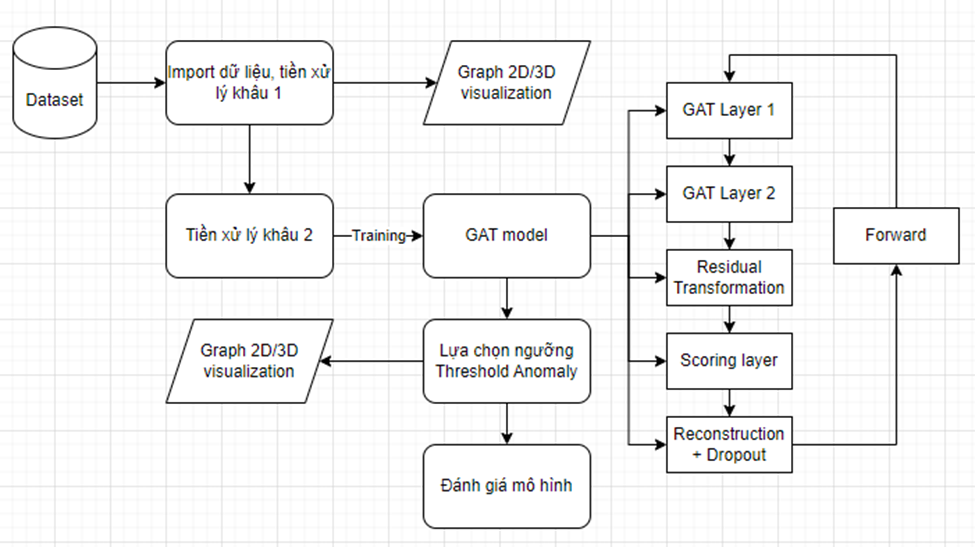 Dataset
Import dữ liệu, tiền xử
lý khâu 1
Graph 2D/3D
visualization
GAT Layer 1
GAT Layer 2
Tiền xử lý khâu 2
Training
GAT model
Forward
Residual
Transformation
Graph 2D/3D
visualization
Lựa chọn ngưỡng
Threshold Anomaly
Scoring layer
Reconstruction
+ Dropout
Đánh giá mô hình